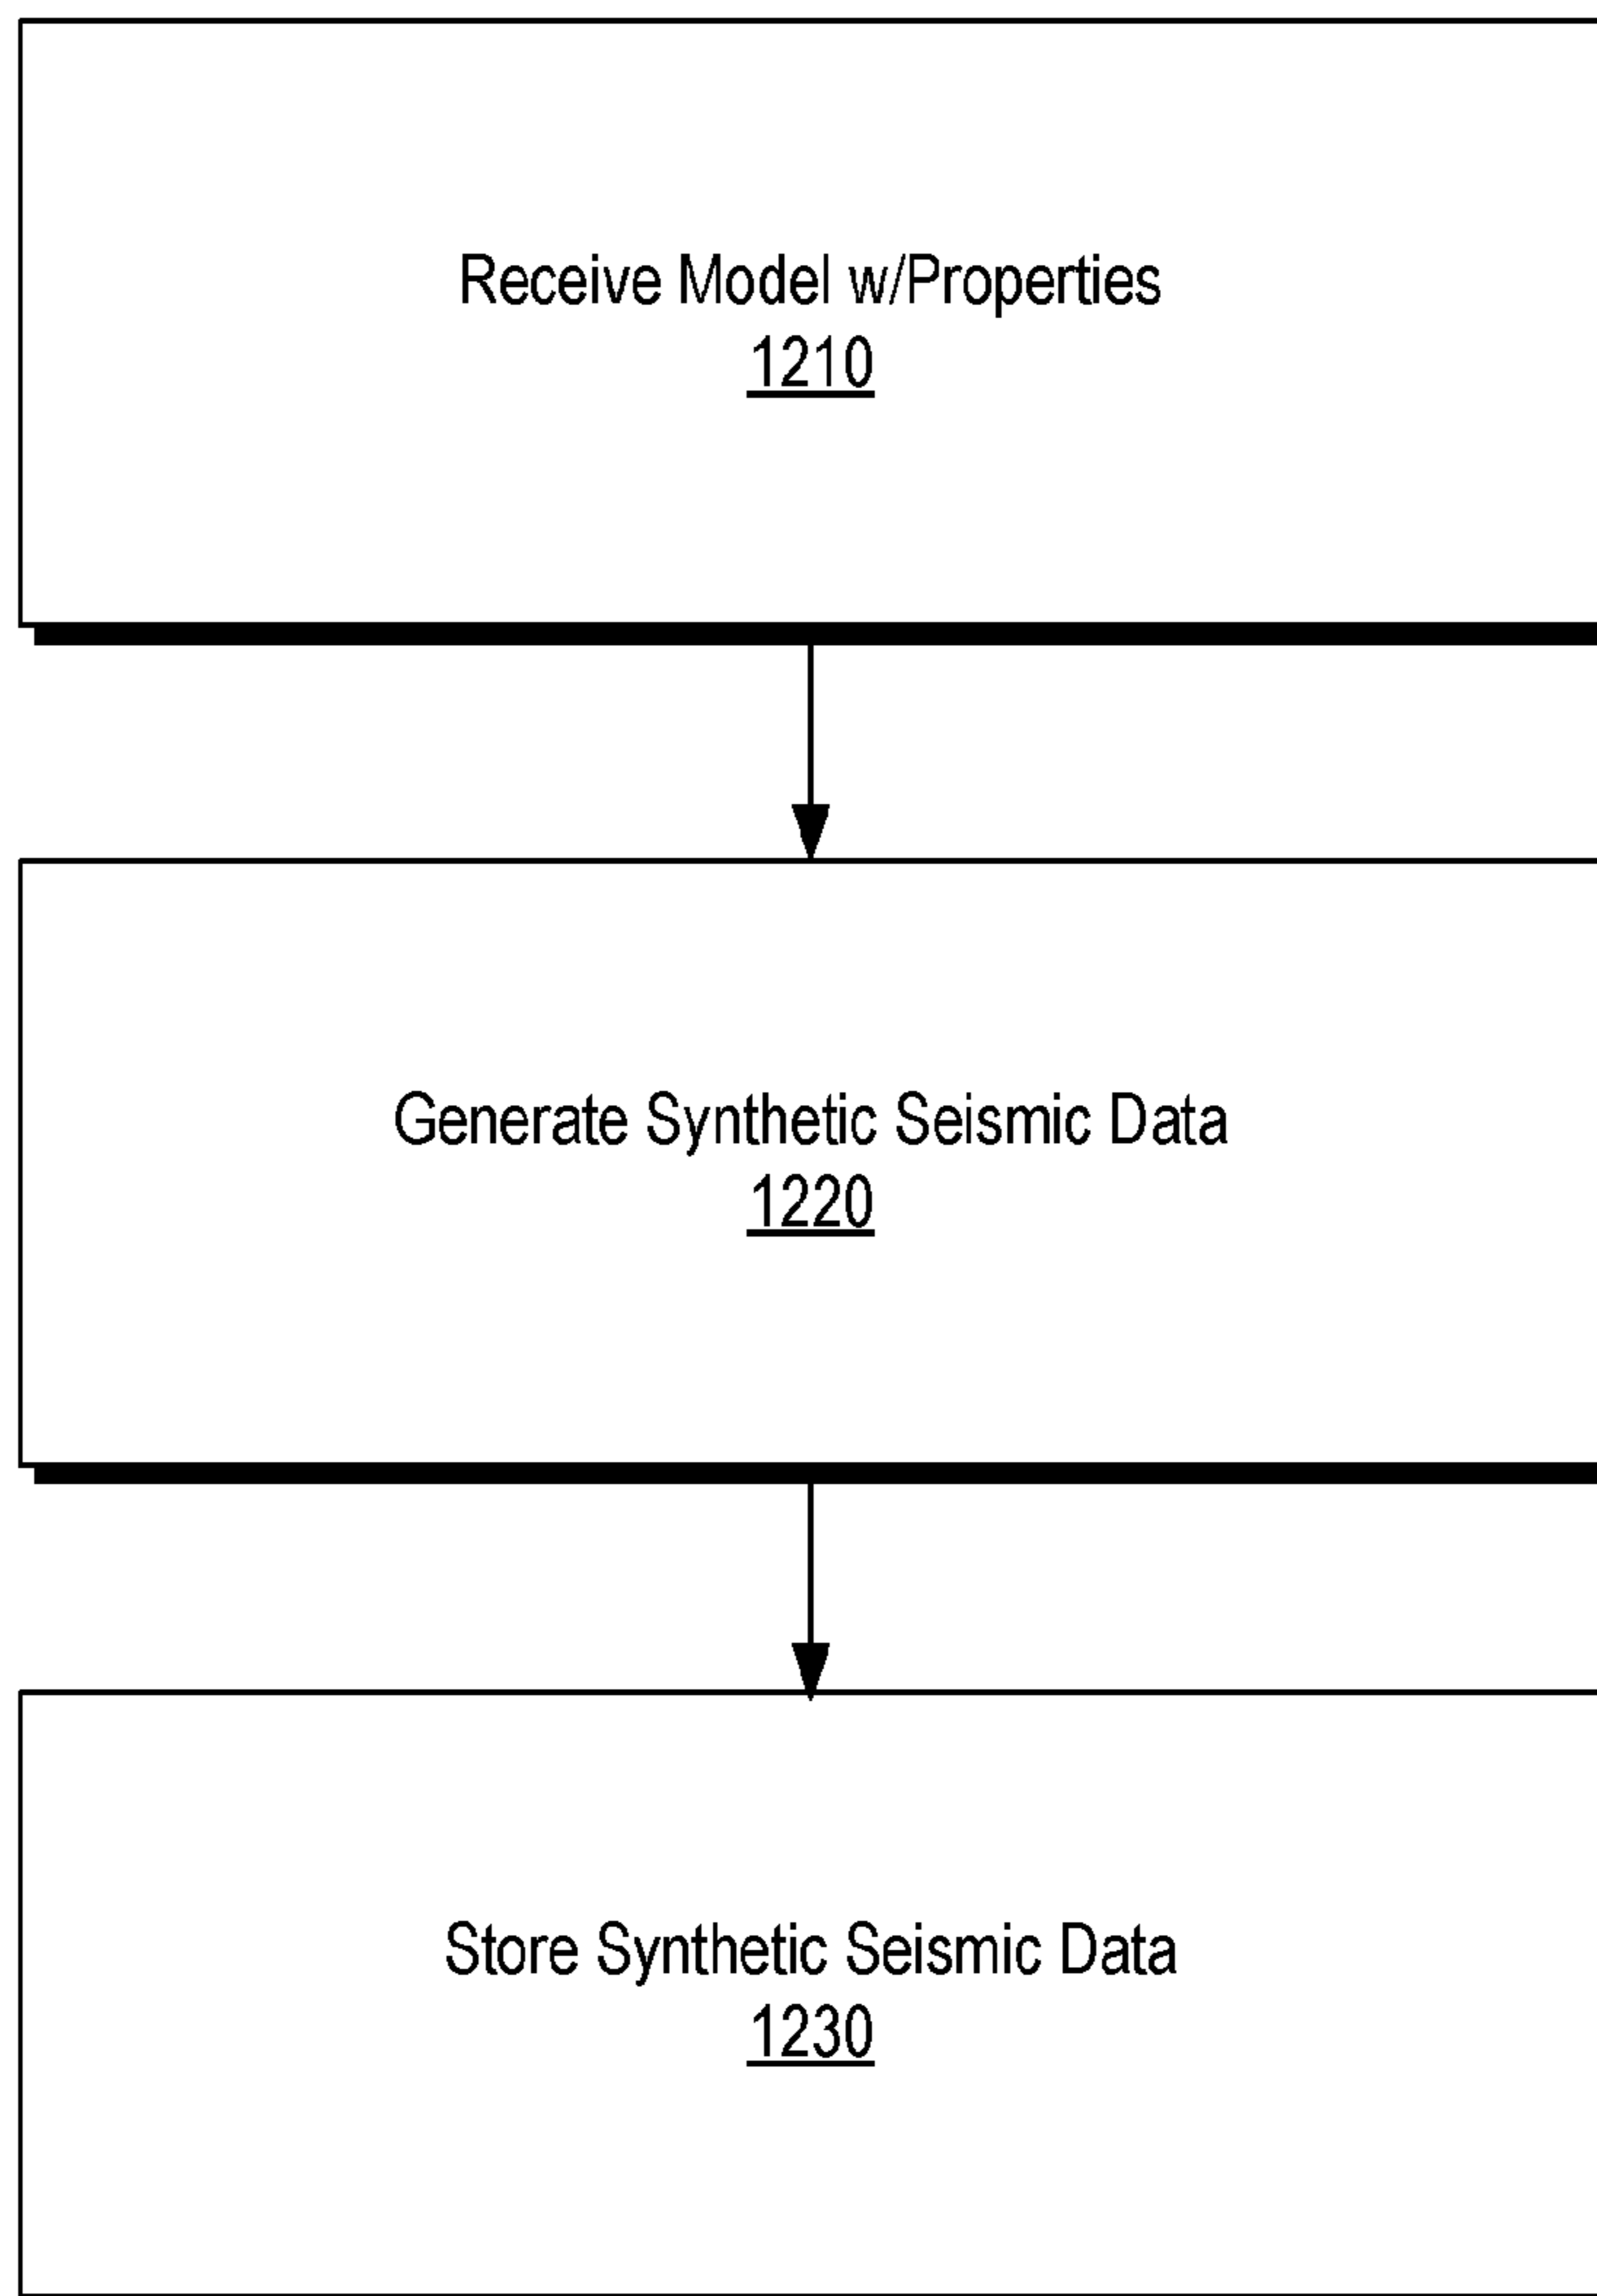 Receive Model w/Properties
1210
Generate Synthetic Seismic Data
1220
Store Synthetic Seismic Data
1230